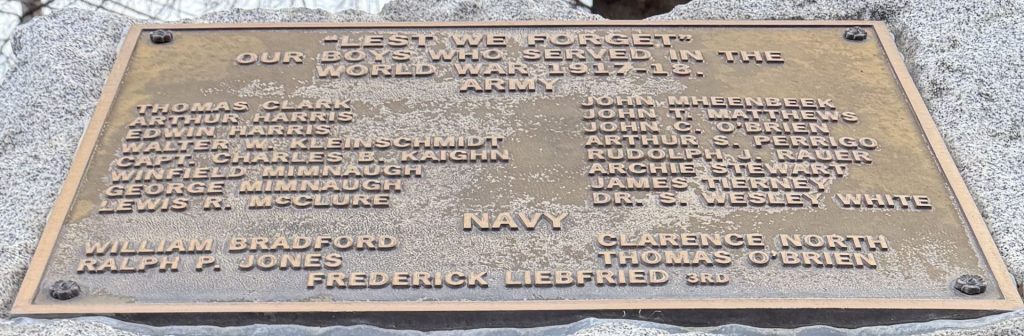 "LEST WE FORGET"
OUR BOYS WHO SERVED IN THE
WORLD WAR 1917-18.
ARMY
THOMAS CLARK
ARTHUR HARRIS
EDWIN HARRIS
WALTER W. KLEINSCHMIDT
CAPT. CHARLES B. KAIGHN
WINFIELD MIMNAUGH
GEORGE MIMNAUGH
LEWIS R. McCLURE
JOHN MHEENBEEK
JOHN T. MATTHEWS
JOHN C. O'BRIEN
ARTHUR S. PERRIGO
RUDOLPH J. RAUER
ARCHIE STEWART
JAMES TIERNEY
DR. S. WESLEY WHITE
NAVY
WILLIAM BRADFORD
RALPH P. JONES
CLARENCE NORTH
THOMAS O'BRIEN
FREDERICK LIEBFRIED 3RD